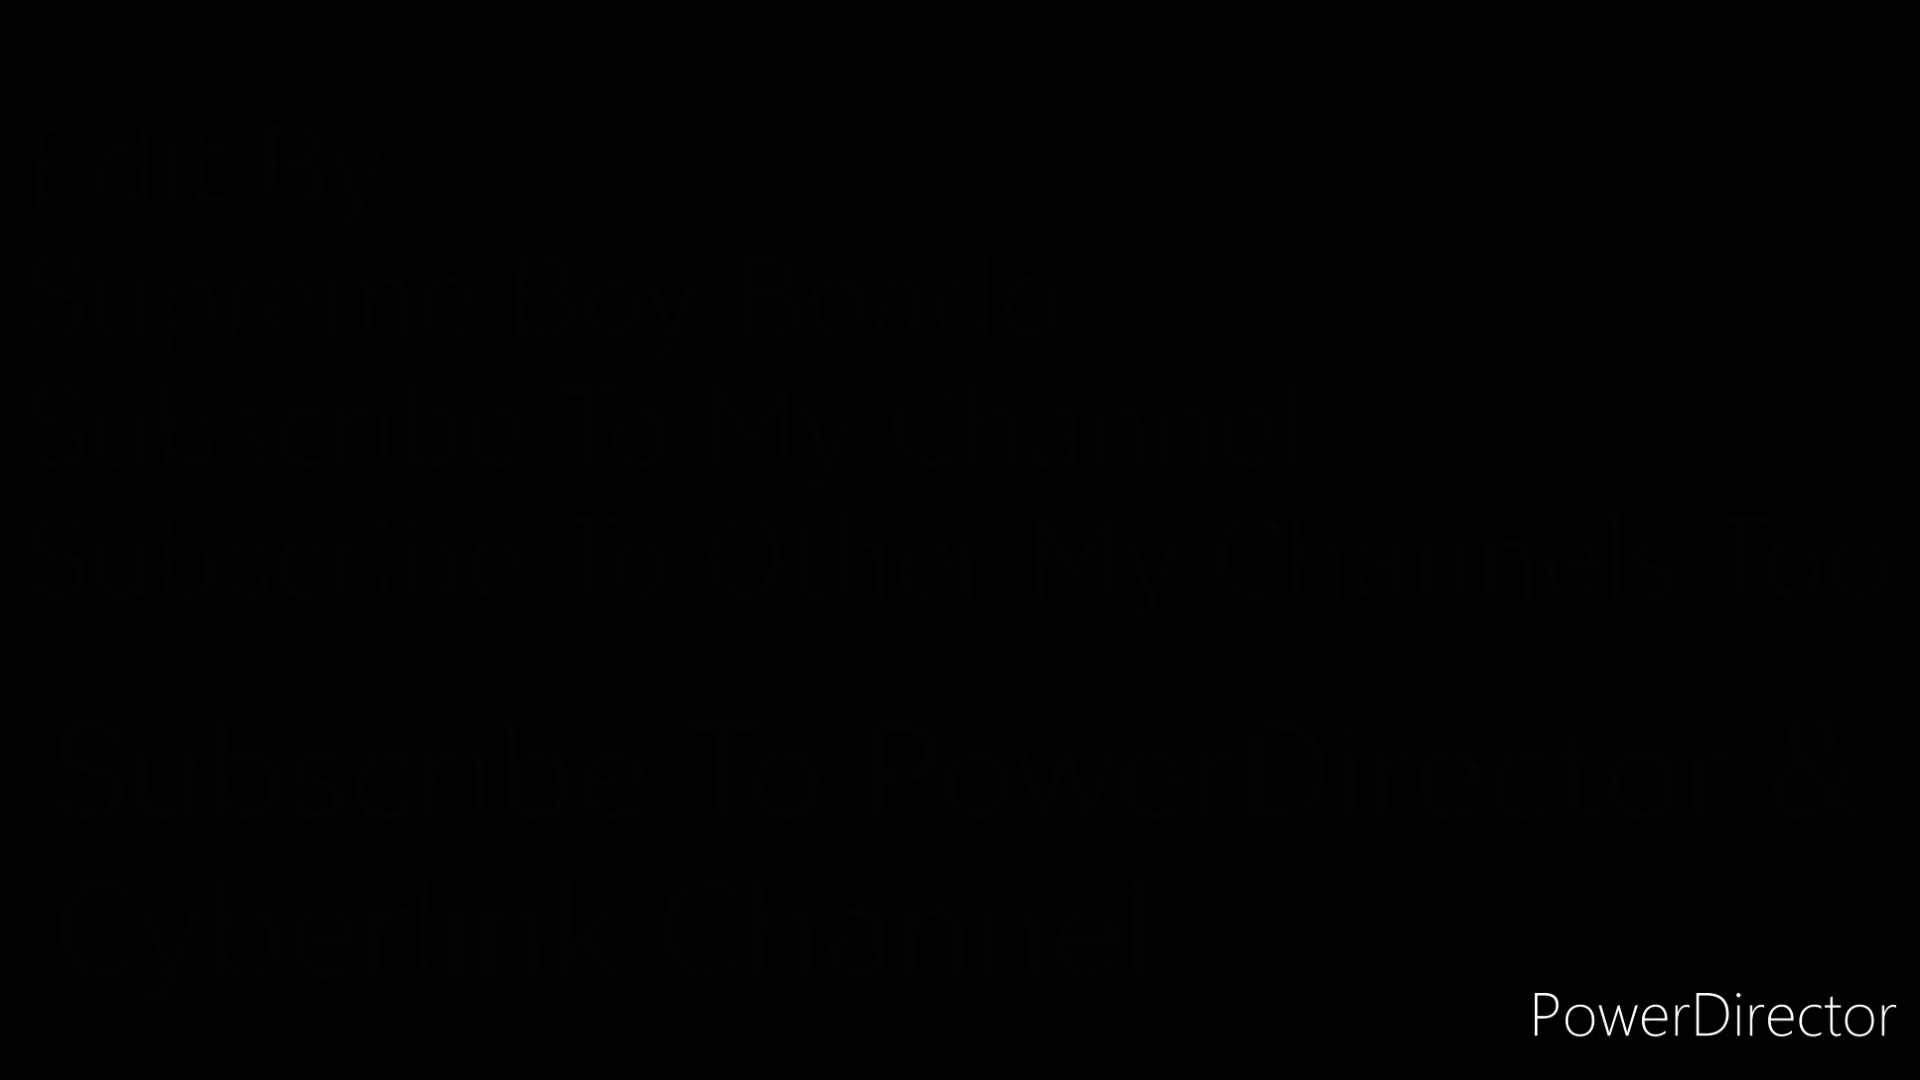 Edit By
Supreme Boy Boado
Subscribe To My Channel
Subscribe To Other My Channels Too
Subscribe To PowerDirector &
Cyberlink Channel
PowerDirector